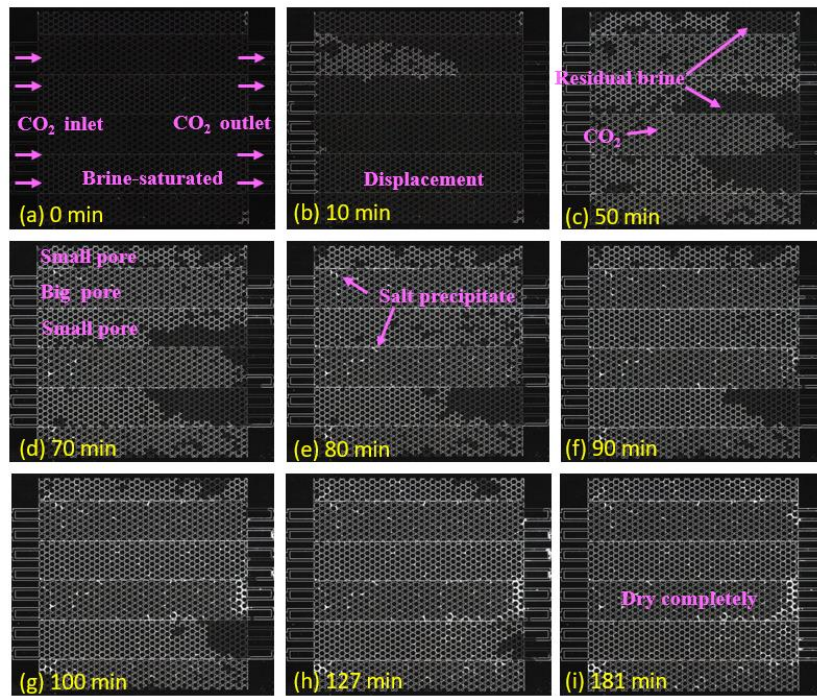 CO₂ inlet
CO₂ outlet
Brine-saturated
(a) 0 min
Displacement
(b) 10 min
Residual brine
CO₂
(c) 50 min
Small pore
Big pore
Small pore
(d) 70 min
Salt precipitate
(e) 80 min
(f) 90 min
(g) 100 min
(h) 127 min
Dry completely
(i) 181 min